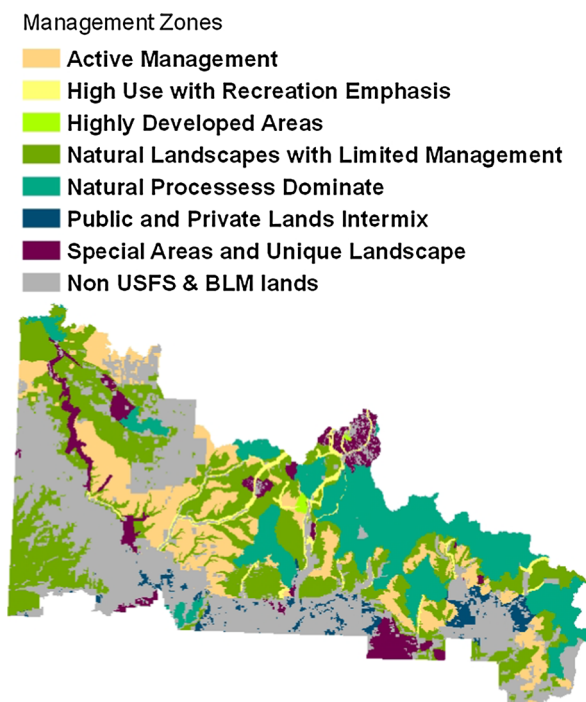 Management Zones
Active Management
High Use with Recreation Emphasis
Highly Developed Areas
Natural Landscapes with Limited Management
Natural Processess Dominate
Public and Private Lands Intermix
Special Areas and Unique Landscape
Non USFS & BLM lands